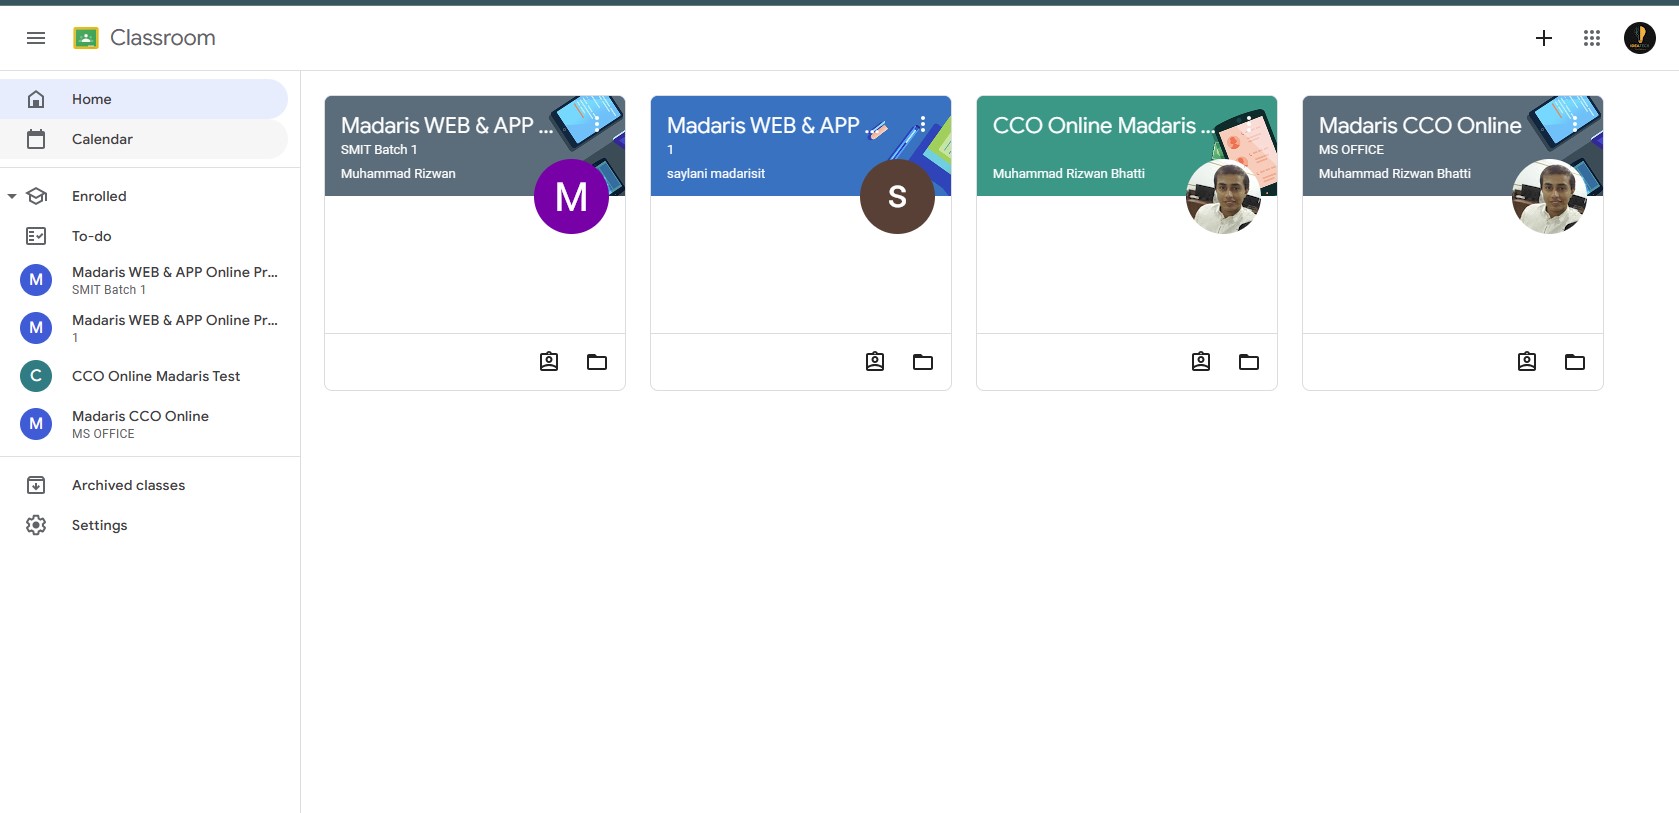 Classroom
Home
Calendar
Enrolled
To-do
M
Madaris WEB & APP Online Pr...
SMIT Batch 1
M
Madaris WEB & APP Online Pr...
1
C
CCO Online Madaris Test
M
Madaris CCO Online
MS OFFICE
Archived classes
Settings
Madaris WEB & APP ...
SMIT Batch 1
Muhammad Rizwan
M
Madaris WEB & APP ...
1
saylani madarisit
s
CCO Online Madaris ...
Muhammad Rizwan Bhatti
Madaris CCO Online
MS OFFICE
Muhammad Rizwan Bhatti